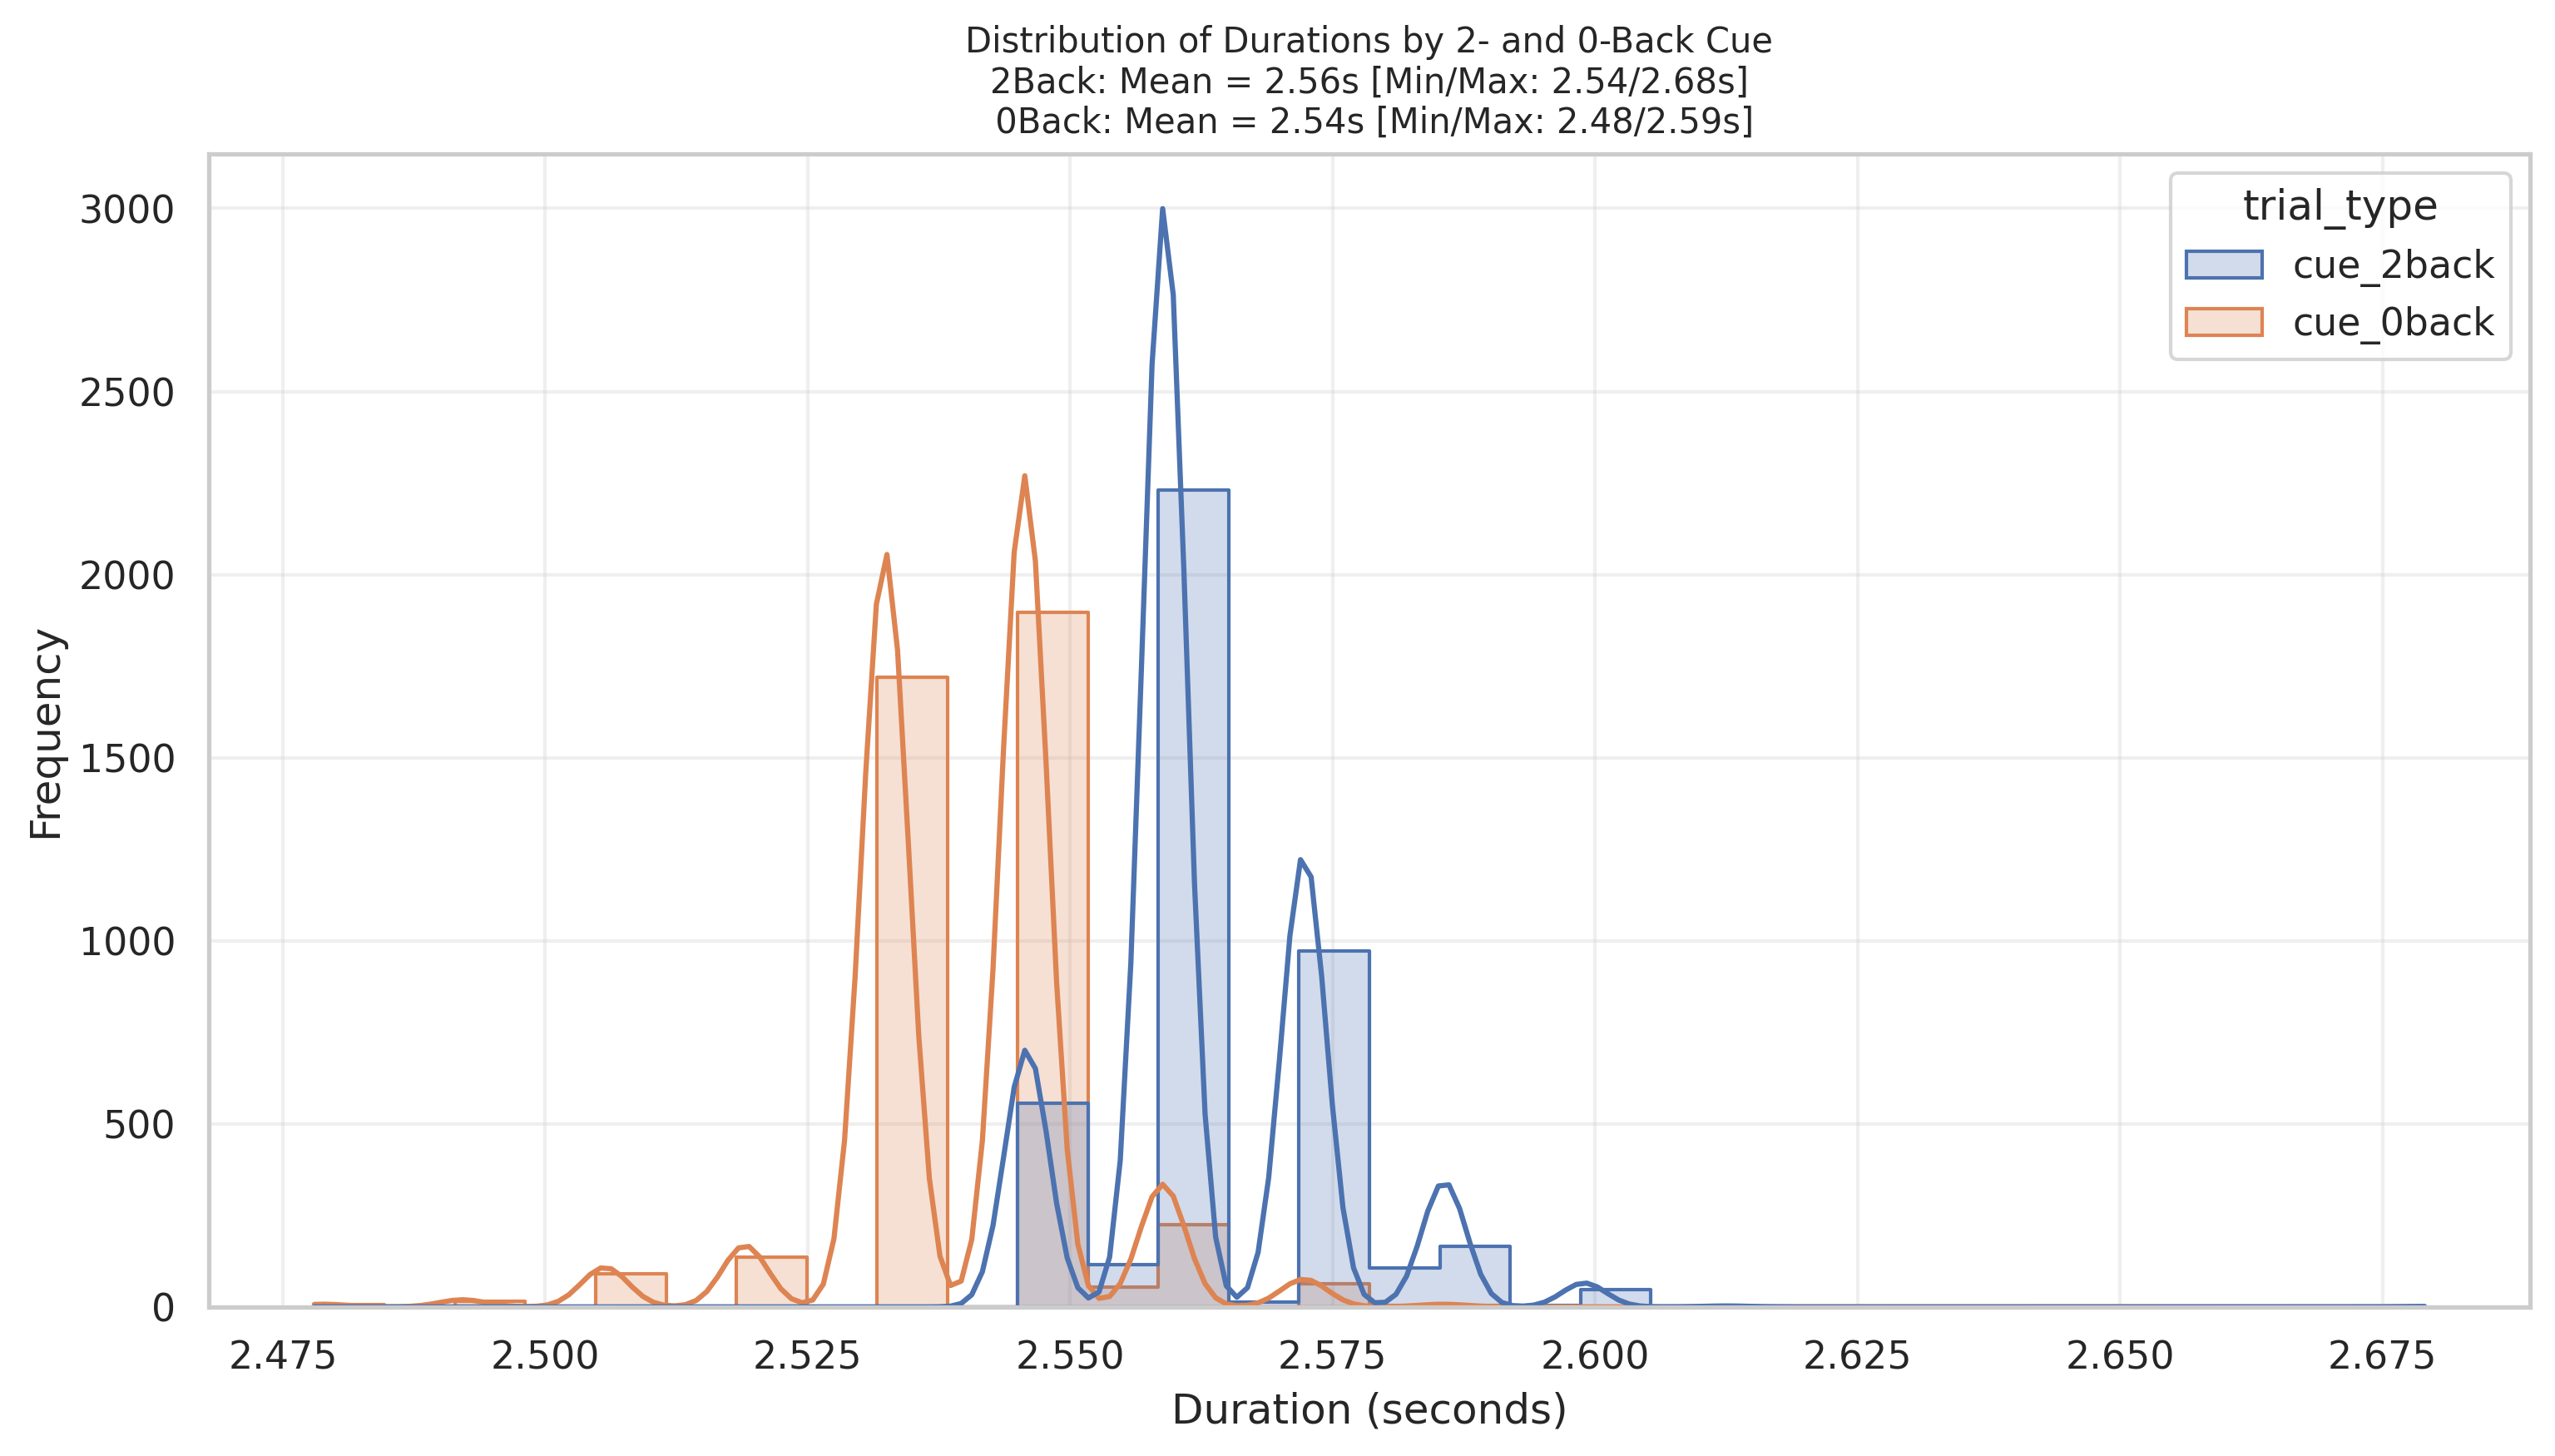 Distribution of Durations by 2- and 0-Back Cue
2Back: Mean = 2.56s [Min/Max: 2.54/2.68s]
0Back: Mean = 2.54s [Min/Max: 2.48/2.59s]
trial_type
cue_2back
cue_0back
Frequency
3000
2500
2000
1500
1000
500
0
2.475 2.500 2.525 2.550 2.575 2.600 2.625 2.650 2.675
Duration (seconds)